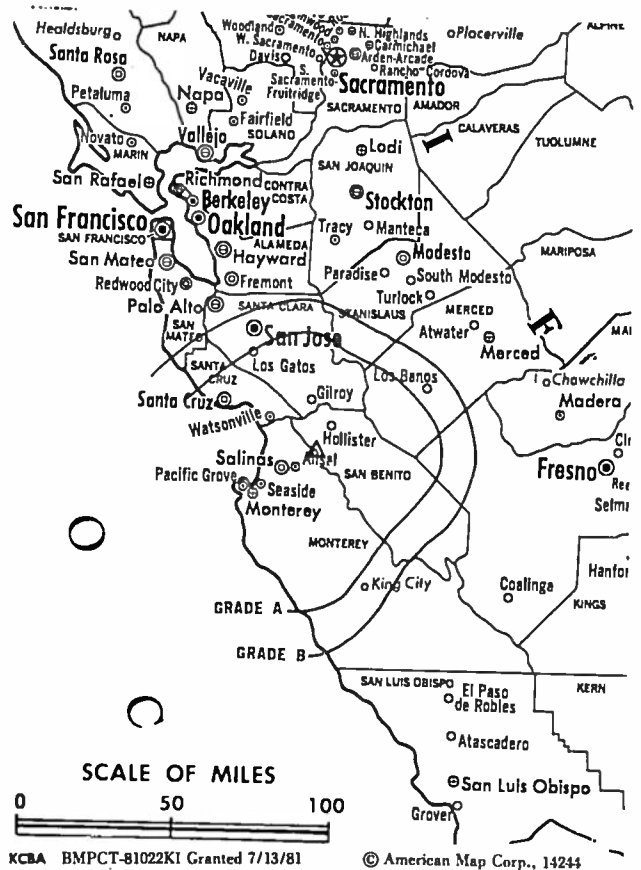 Healdsburg
NAPA
Woodland
N. Highlands
Placerville
ALPINE
Santa Rosa
W. Sacramento
Carmichael
Davis
Arden-Arcade
S.
Rancho Cordova
Sacramento-
Fruitridge
Sacramento
Petaluma
Napa
Vacaville
SACRAMENTO
AMADOR
Fairfield
SOLANO
CALAVERAS
Novato
MARIN
Vallejo
TUOLUMNE
I
Lodi
SAN JOAQUIN
San Rafael
Richmond
CONTRA
COSTA
Berkeley
Stockton
San Francisco
Oakland
SAN FRANCISCO
ALAMEDA
Tracy
Manteca
San Mateo
Hayward
Modesto
MARIPOSA
Redwood City
Fremont
Paradise
South Modesto
Turlock
Palo Alto
SANTA CLARA
STANISLAUS
MERCED
F
SAN
MATEO
San Jose
Atwater
Merced
MAI
SANTA
CRUZ
Los Gatos
Los Banos
Chowchilla
Santa Cruz
Gilroy
Madera
Watsonville
Hollister
Salinas
Alisal
SAN BENITO
Fresno
Pacific Grove
Seaside
Ree
Monterey
Selma
O
MONTEREY
King City
Coalinga
Hanfor
KINGS
GRADE A
GRADE B
SAN LUIS OBISPO
KERN
El Paso
de Robles
C
Atascadero
SCALE OF MILES
San Luis Obispo
0 50 100
Grover
KCBA BMPCT-81022KI Granted 7/13/81 © American Map Corp., 14244